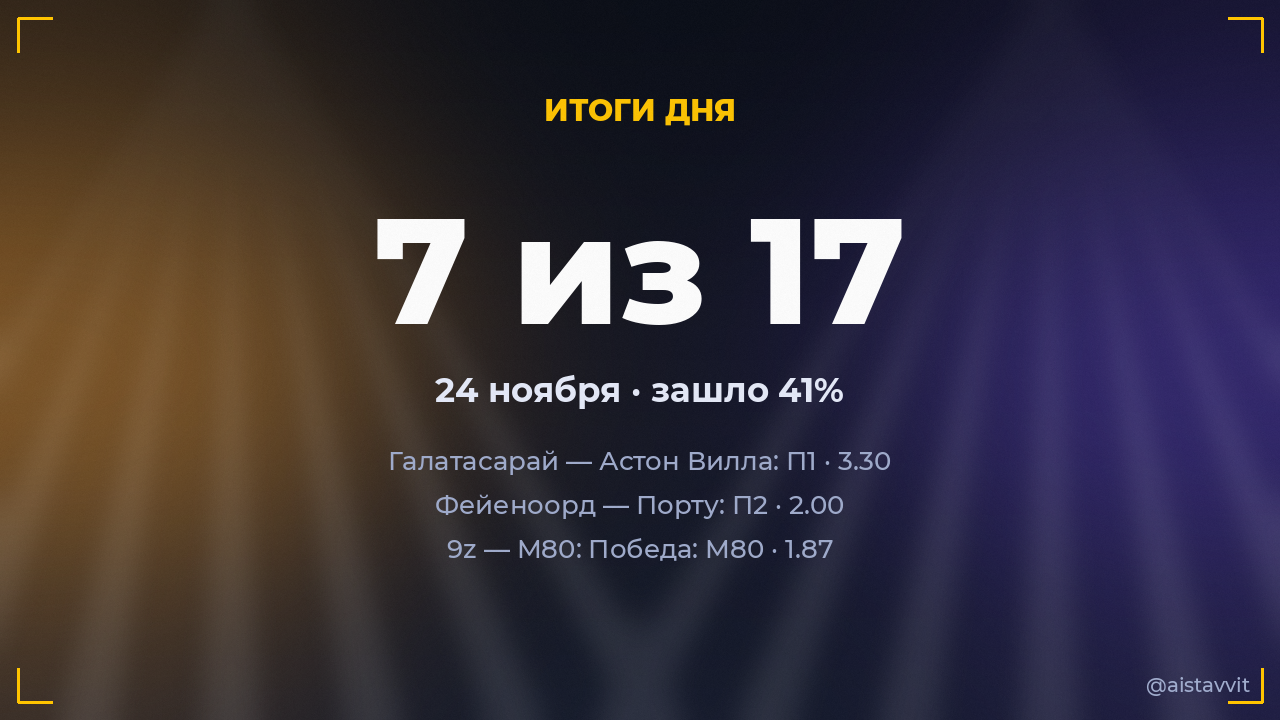 ИТОГИ ДНЯ
7 из 17
24 ноября · зашло 41%
Галатасарай — Астон Вилла: П1 · 3.30
Фейеноорд — Порту: П2 · 2.00
9z — M80: Победа: M80 · 1.87
@aistavvit